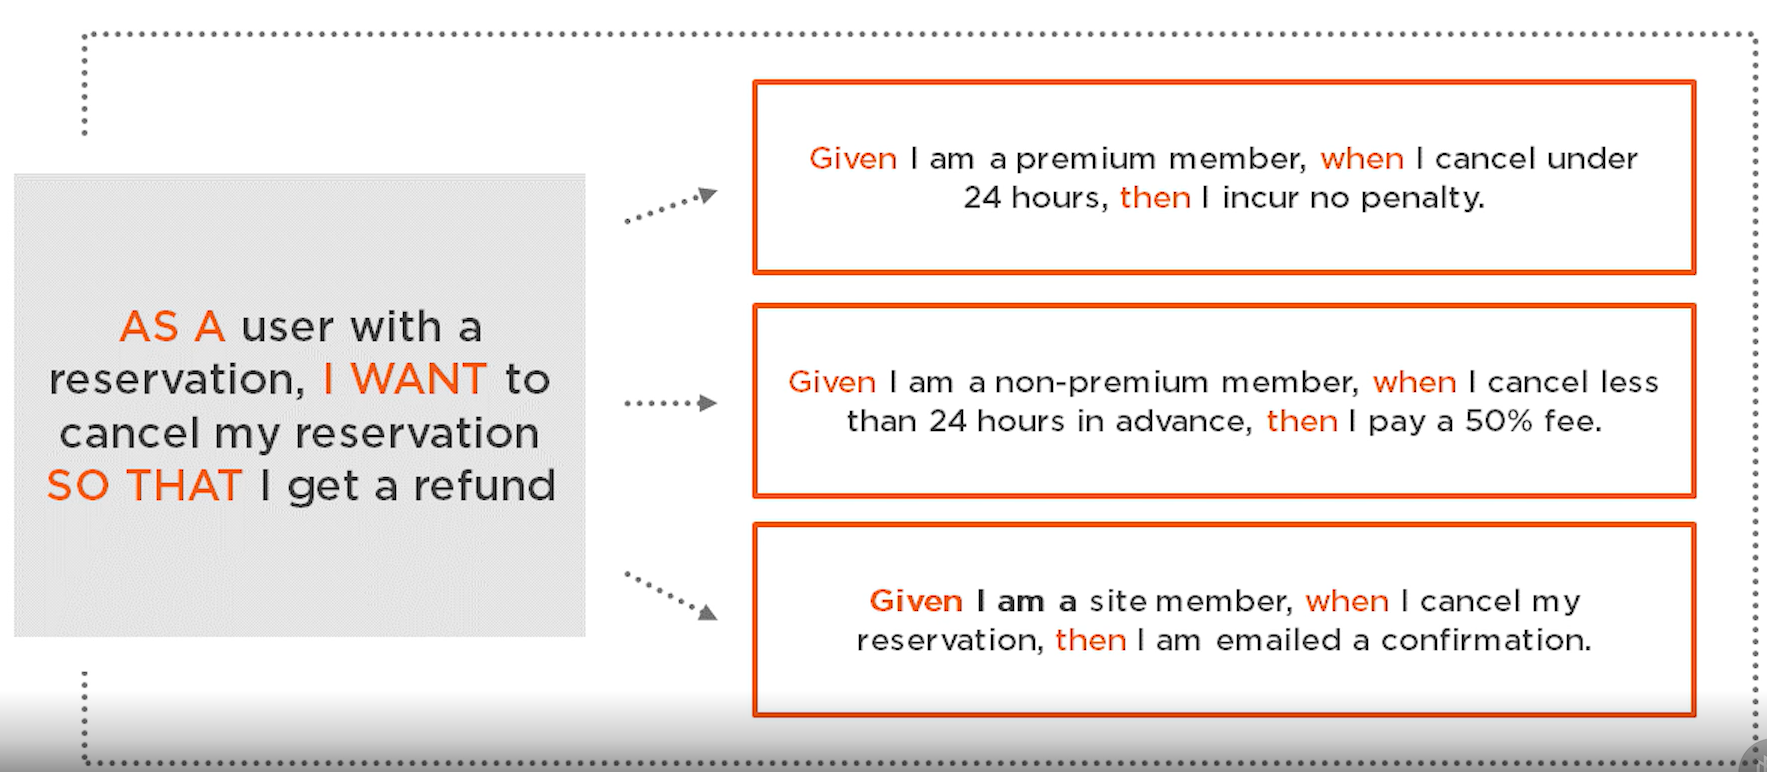 AS A user with a
reservation, I WANT to
cancel my reservation
SO THAT I get a refund
Given I am a premium member, when I cancel under
24 hours, then I incur no penalty.
Given I am a non-premium member, when I cancel less
than 24 hours in advance, then I pay a 50% fee.
Given I am a site member, when I cancel my
reservation, then I am emailed a confirmation.